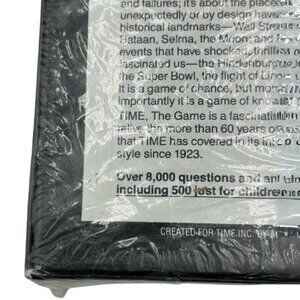 and failures; it's about the place
unexpectedly or by design have
historical landmarks—Wall Street
Bataan, Selma, the Moon; and
events that have shocked, thrilled
fascinated us—the Hindenburg
the Super Bowl, the flight of
It is a game of chance, but more
importantly it is a game of
TIME, The Game is a fascinating
relive the more than 60 years
that TIME has covered in its
style since 1923.
Over 8,000 questions and
including 500 just for children
CREATED FOR TIME INC. BY